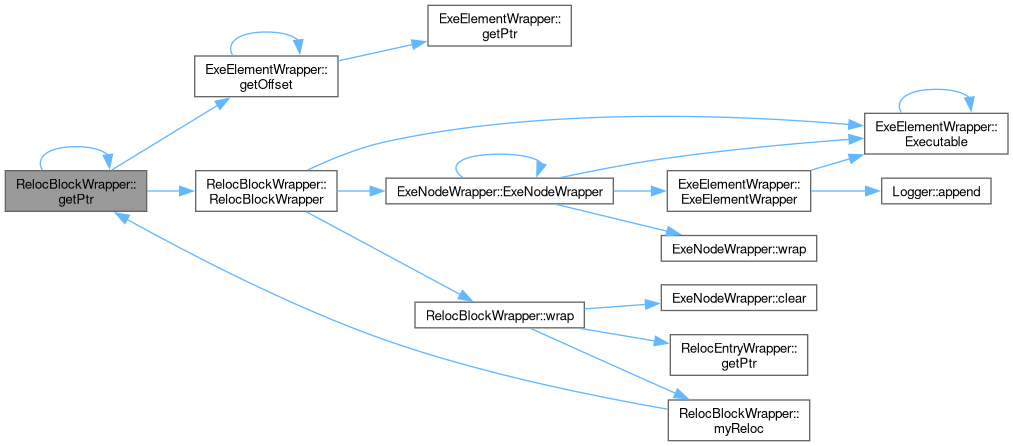 ExeElementWrapper::
getPtr
ExeElementWrapper::
getOffset
ExeElementWrapper::
Executable
RelocBlockWrapper::
getPtr
RelocBlockWrapper::
RelocBlockWrapper
ExeNodeWrapper::ExeNodeWrapper
ExeElementWrapper::
ExeElementWrapper
Logger::append
ExeNodeWrapper::wrap
RelocBlockWrapper::wrap
ExeNodeWrapper::clear
RelocEntryWrapper::
getPtr
RelocBlockWrapper::
myReloc